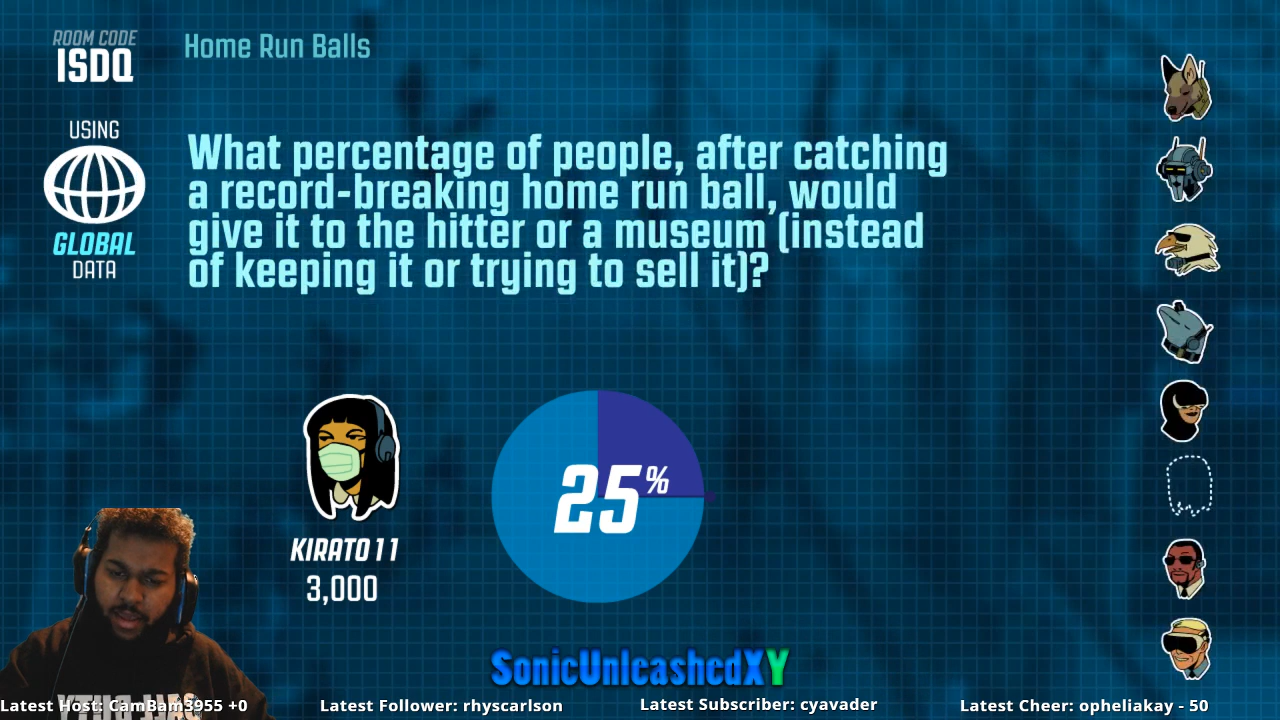 ROOM CODE
ISDQ
Home Run Balls
USING
GLOBAL
DATA
What percentage of people, after catching
a record-breaking home run ball, would
give it to the hitter or a museum (instead
of keeping it or trying to sell it)?
25%
KIRATO11
3,000
SonicUnleashedXY
Latest Host: CamBam3955 +0
Latest Follower: rhyscarlson
Latest Subscriber: cyavader
Latest Cheer: opheliakay - 50